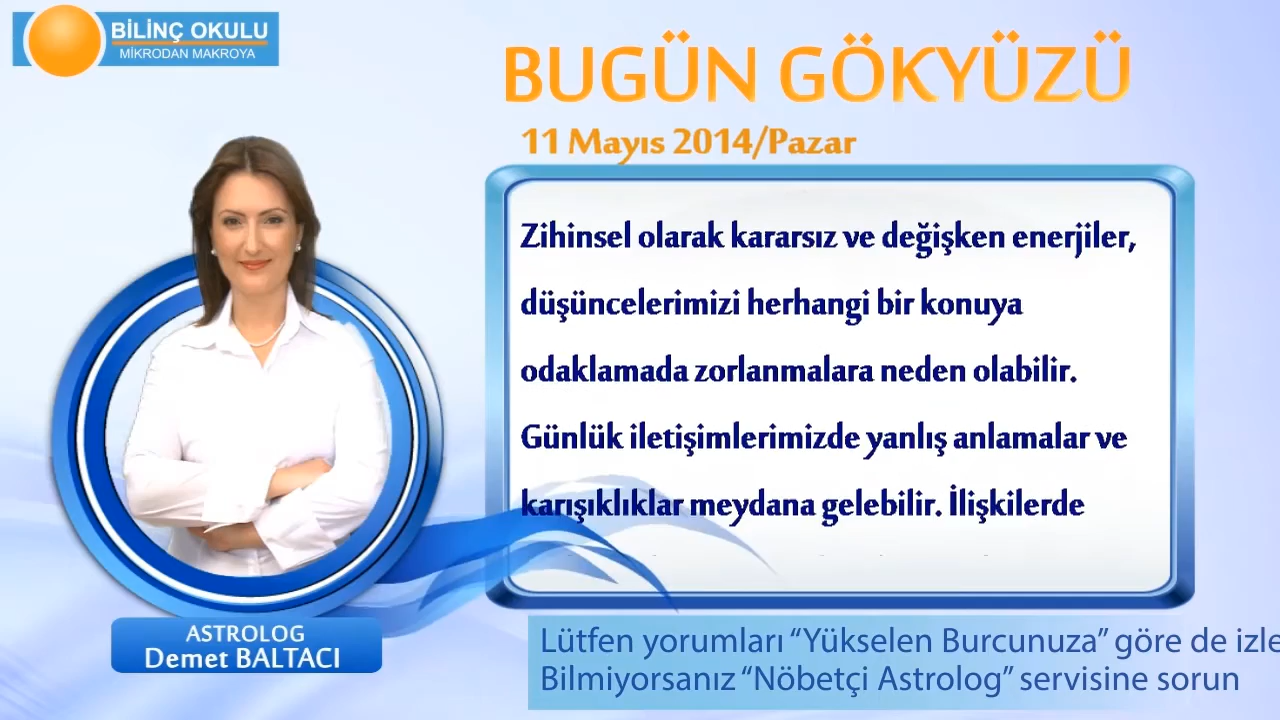 BİLİNÇ OKULU
MİKRODAN MAKROYA
BUGÜN GÖKYÜZÜ
11 Mayıs 2014/Pazar
Zihinsel olarak kararsız ve değişken enerjiler,
düşüncelerimizi herhangi bir konuya
odaklamada zorlanmalara neden olabilir.
Günlük iletişimlerimizde yanlış anlamalar ve
karışıklıklar meydana gelebilir. İlişkilerde
ASTROLOG
Demet BALTACI
Lütfen yorumları “Yükselen Burcunuza” göre de izle
Bilmiyorsanız “Nöbetçi Astrolog” servisine sorun